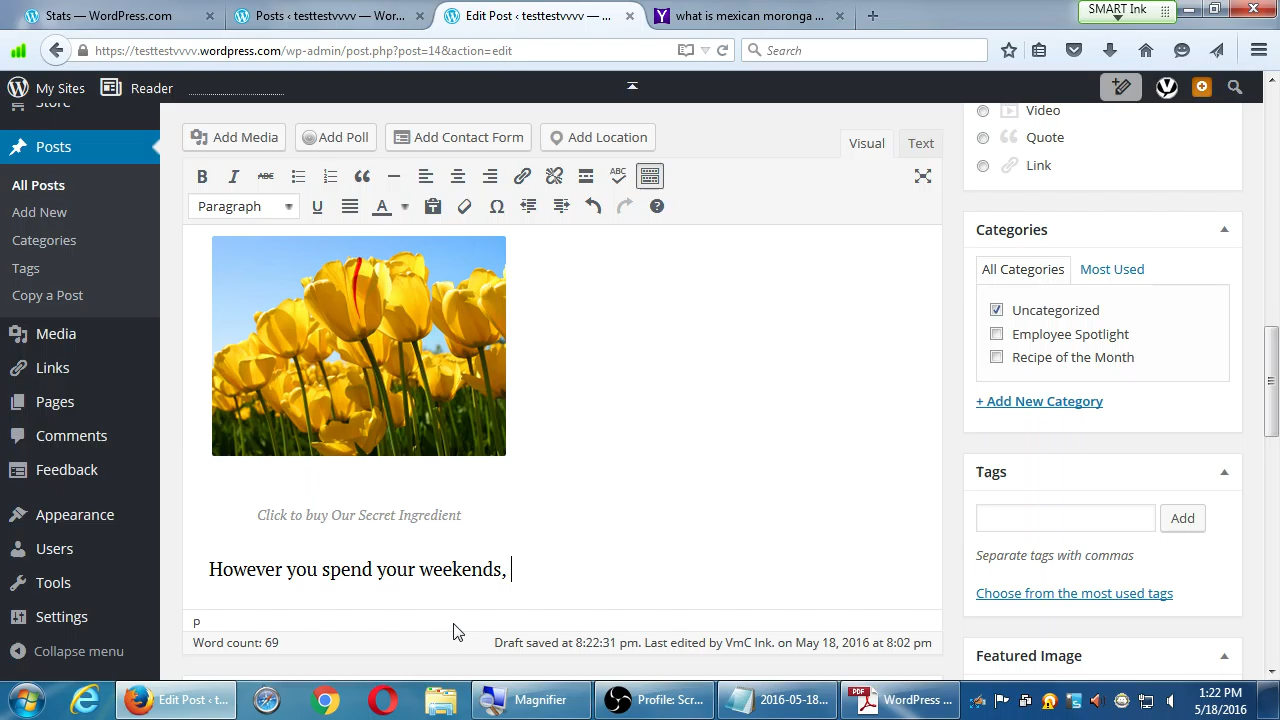 Stats — WordPress.com
Posts ‹ testtestvvvv — Wor...
Edit Post ‹ testtestvvvv — ...
what is mexican moronga ...
SMART Ink
https://testtestvvvv.wordpress.com/wp-admin/post.php?post=14&action=edit
Search
My Sites
Reader
Store
Posts
All Posts
Add New
Categories
Tags
Copy a Post
Media
Links
Pages
Comments
Feedback
Appearance
Users
Tools
Settings
Collapse menu
Add Media
Add Poll
Add Contact Form
Add Location
Visual
Text
B I ABC ABC
Paragraph U A Ω
Click to buy Our Secret Ingredient
However you spend your weekends,
p
Word count: 69
Draft saved at 8:22:31 pm. Last edited by VmC Ink. on May 18, 2016 at 8:02 pm
Video
Quote
Link
Categories
All Categories
Most Used
Uncategorized
Employee Spotlight
Recipe of the Month
+ Add New Category
Tags
Add
Separate tags with commas
Choose from the most used tags
Featured Image
Edit Post ‹ t...
Magnifier
Profile: Scr...
2016-05-18...
PDF
WordPress ...
1:22 PM
5/18/2016